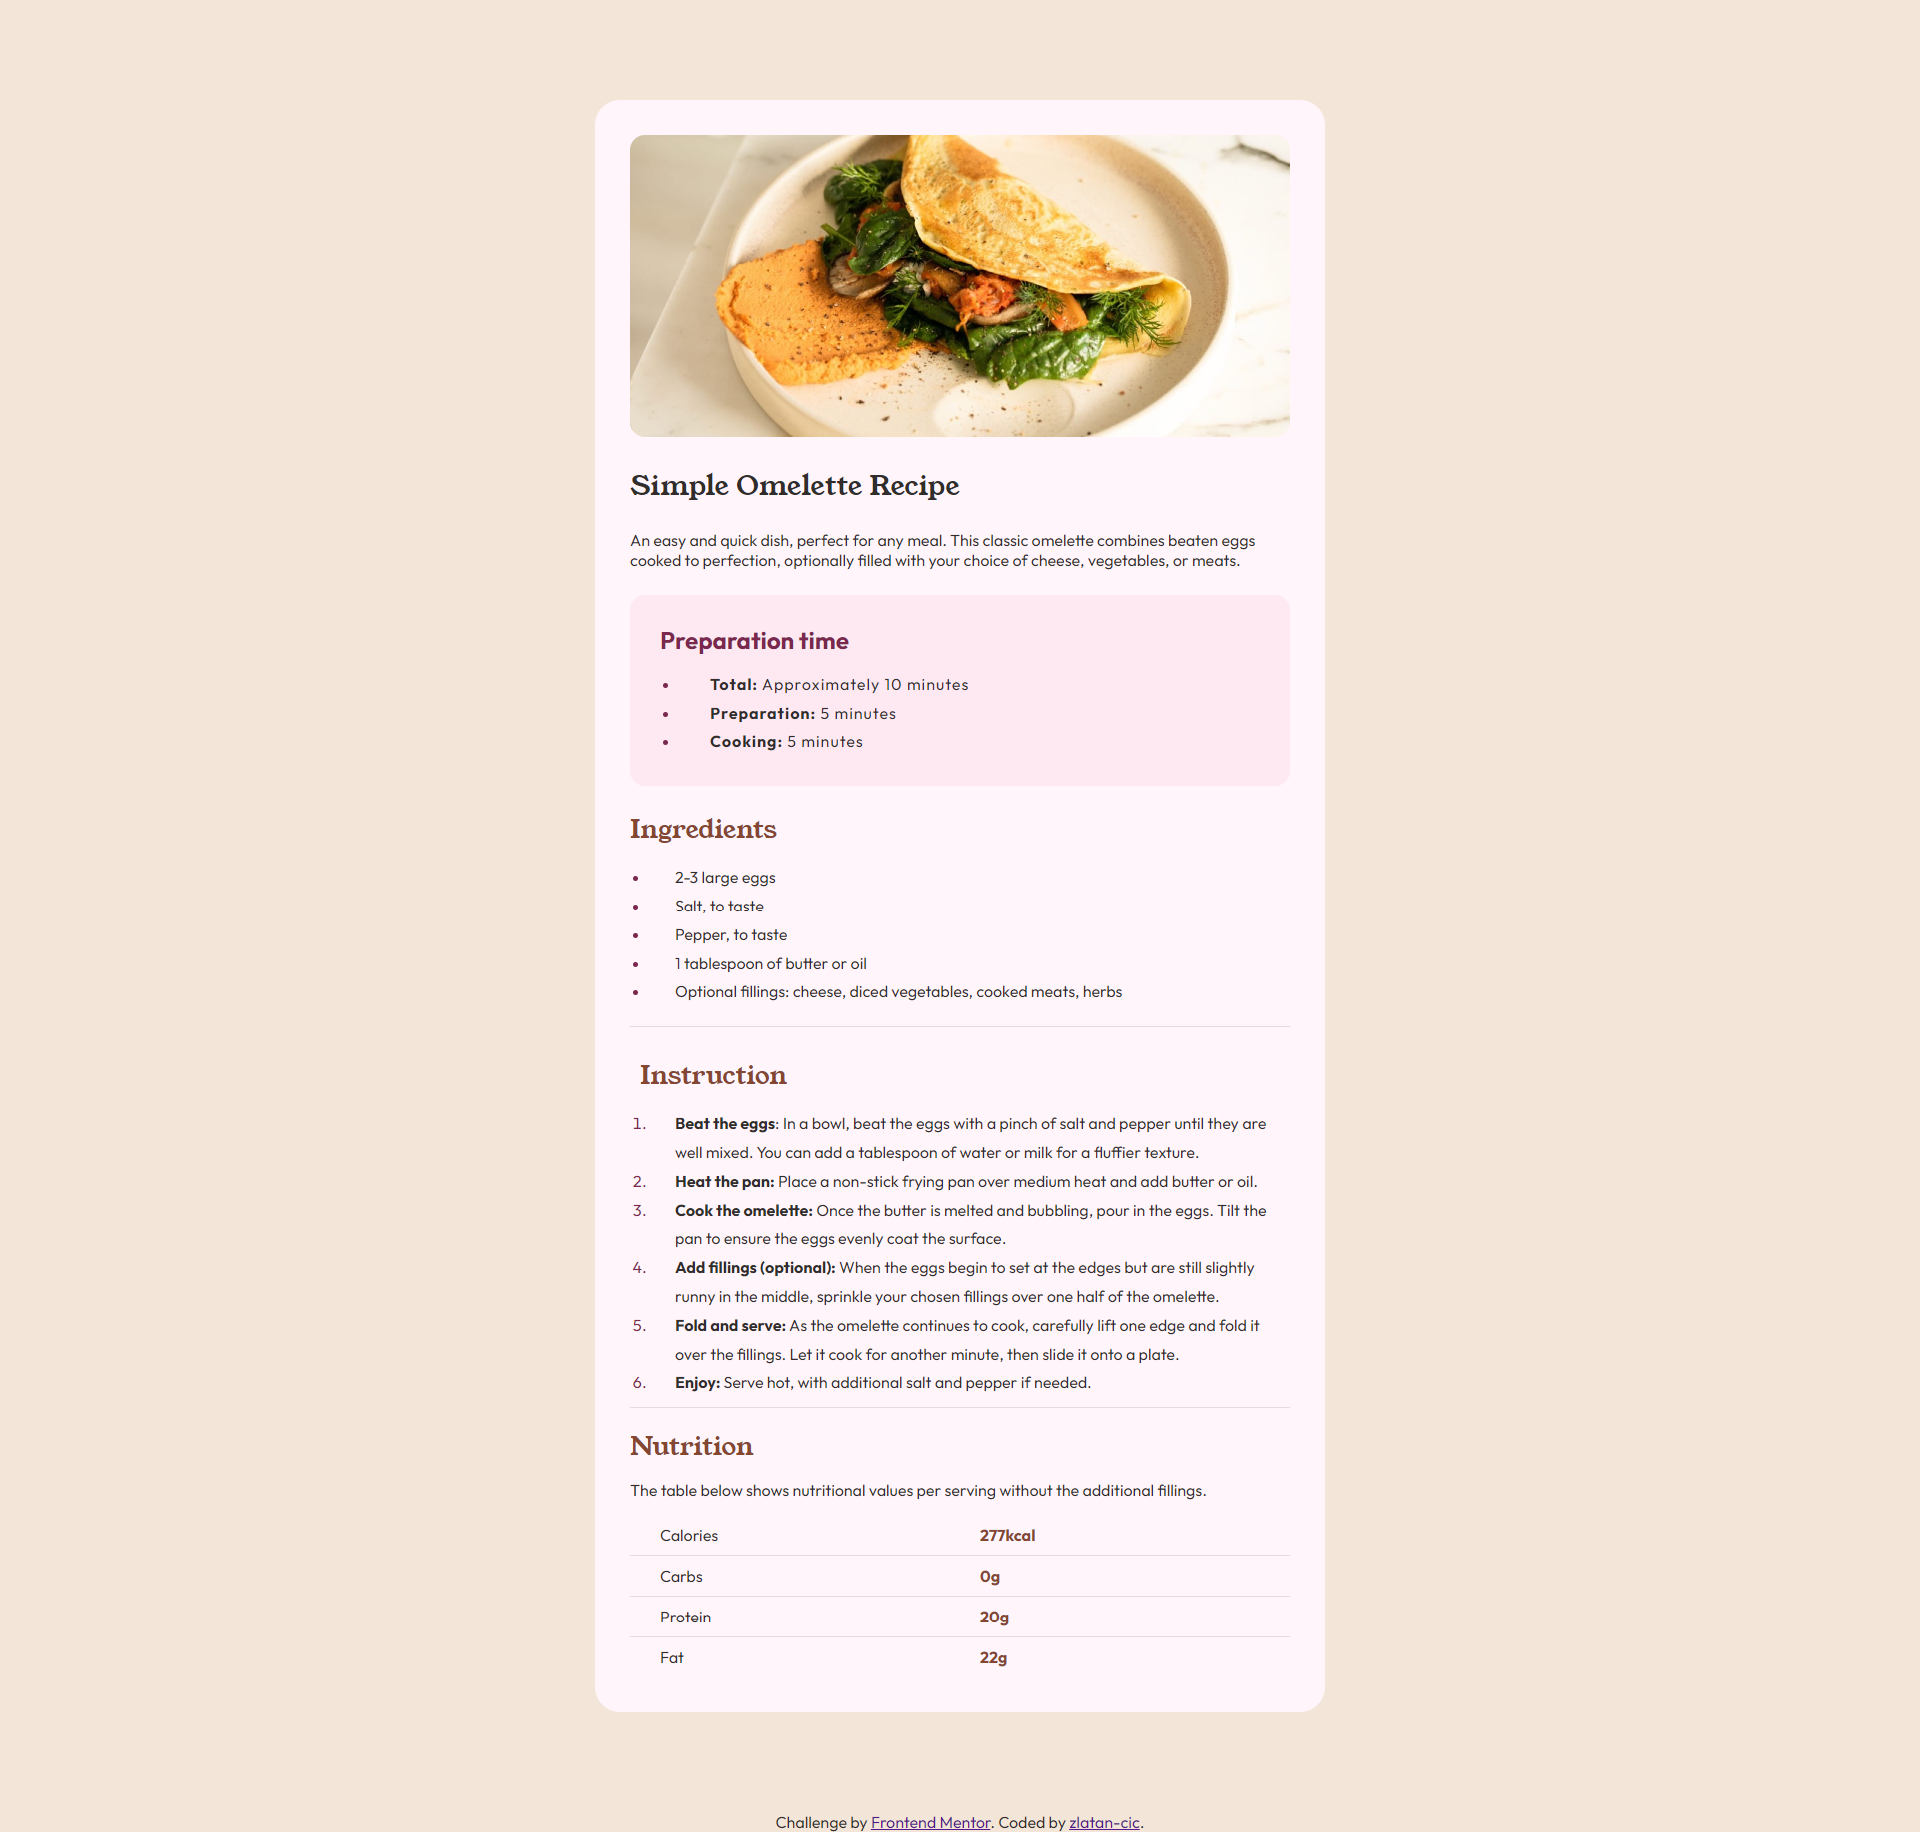 Simple Omelette Recipe
An easy and quick dish, perfect for any meal. This classic omelette combines beaten eggs
cooked to perfection, optionally filled with your choice of cheese, vegetables, or meats.
Preparation time
• Total: Approximately 10 minutes
• Preparation: 5 minutes
• Cooking: 5 minutes
Ingredients
• 2-3 large eggs
• Salt, to taste
• Pepper, to taste
• 1 tablespoon of butter or oil
• Optional fillings: cheese, diced vegetables, cooked meats, herbs
Instruction
1. Beat the eggs: In a bowl, beat the eggs with a pinch of salt and pepper until they are
well mixed. You can add a tablespoon of water or milk for a fluffier texture.
2. Heat the pan: Place a non-stick frying pan over medium heat and add butter or oil.
3. Cook the omelette: Once the butter is melted and bubbling, pour in the eggs. Tilt the
pan to ensure the eggs evenly coat the surface.
4. Add fillings (optional): When the eggs begin to set at the edges but are still slightly
runny in the middle, sprinkle your chosen fillings over one half of the omelette.
5. Fold and serve: As the omelette continues to cook, carefully lift one edge and fold it
over the fillings. Let it cook for another minute, then slide it onto a plate.
6. Enjoy: Serve hot, with additional salt and pepper if needed.
Nutrition
The table below shows nutritional values per serving without the additional fillings.
Calories 277kcal
Carbs 0g
Protein 20g
Fat 22g
Challenge by Frontend Mentor. Coded by zlatan-cic.